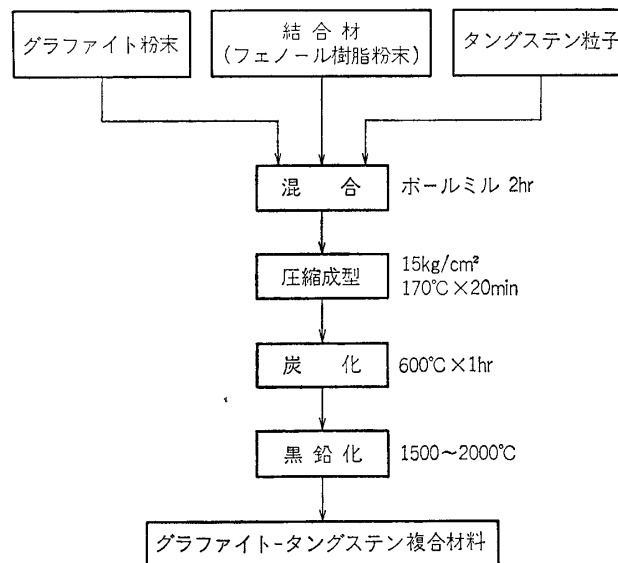 グラファイト粉末
結合材
(フェノール樹脂粉末)
タングステン粒子
混合
ボールミル 2hr
圧縮成型
15kg/cm²
170℃×20min
炭化
600℃×1hr
黒鉛化
1500～2000℃
グラファイト-タングステン複合材料